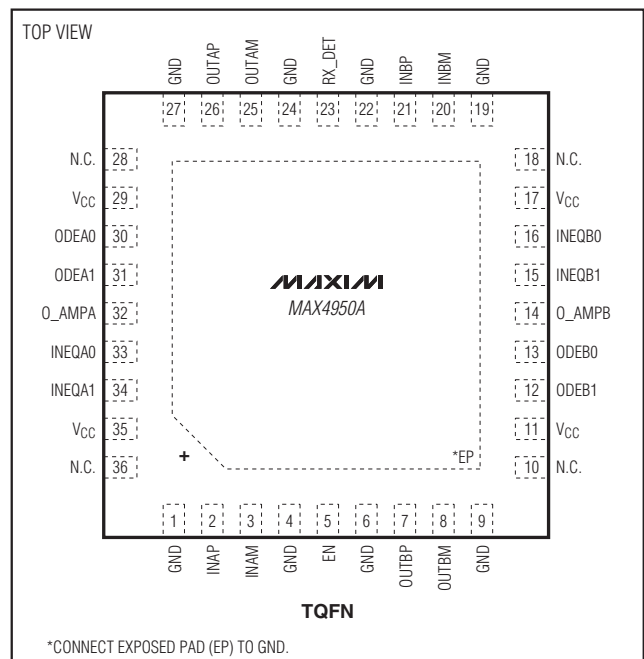 TOP VIEW
GND OUTAP OUTAM GND RX_DET GND INBP INBM GND
27 26 25 24 23 22 21 20 19
N.C. 28 18 N.C.
VCC 29 17 VCC
ODEA0 30 16 INEQB0
ODEA1 31 15 INEQB1
MAXIM
MAX4950A
O_AMPA 32 14 O_AMPB
INEQA0 33 13 ODEB0
INEQA1 34 12 ODEB1
VCC 35 11 VCC
N.C. 36 + *EP 10 N.C.
1 2 3 4 5 6 7 8 9
GND INAP INAM GND EN GND OUTBP OUTBM GND
TQFN
*CONNECT EXPOSED PAD (EP) TO GND.